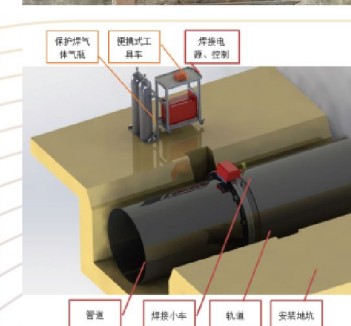 保护焊气
体气瓶
便携式工
具车
焊接电
源、控制
管道
焊接小车
轨道
安装地坑